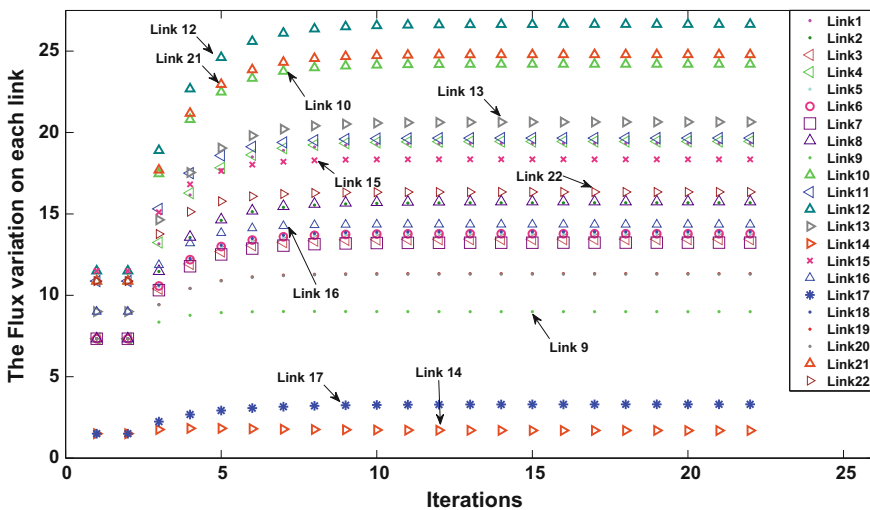 The Flux variation on each link
25
20
15
10
5
0
0
5
10
15
20
25
Iterations
Link 12
Link 21
Link 10
Link 13
Link 15
Link 22
Link 16
Link 9
Link 17
Link 14
Link1
Link2
Link3
Link4
Link5
Link6
Link7
Link8
Link9
Link10
Link11
Link12
Link13
Link14
Link15
Link16
Link17
Link18
Link19
Link20
Link21
Link22